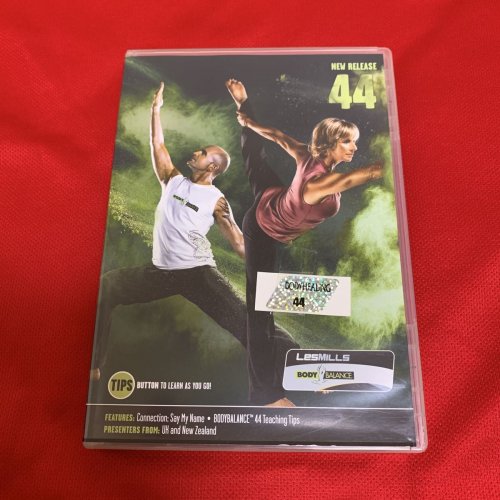 NEW RELEASE
44
BODYHEALING
44
LESMILLS
BODY BALANCE
TIPS BUTTON TO LEARN AS YOU GO!
FEATURES: Connection: Say My Name • BODYBALANCE™ 44 Teaching Tips
PRESENTERS FROM: UH and New Zealand